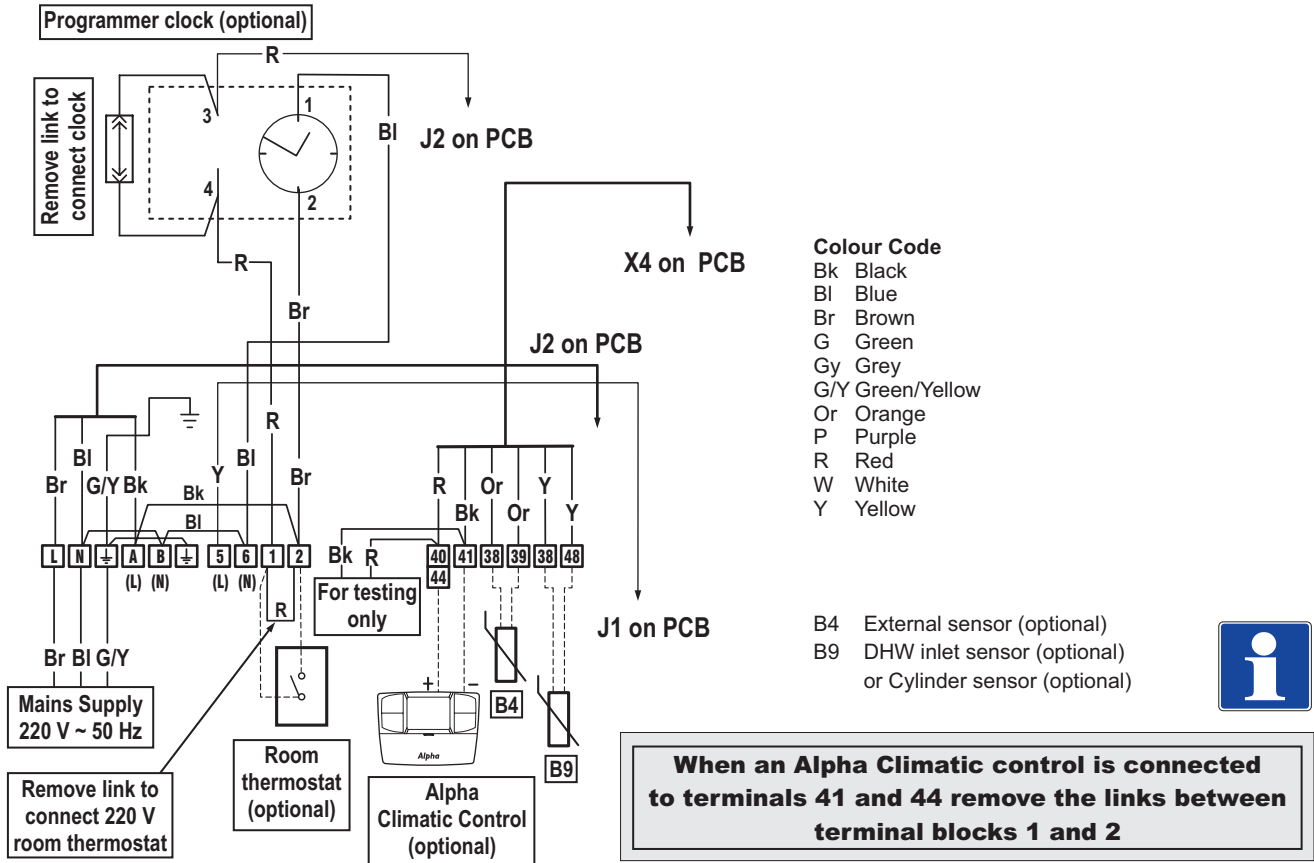 Programmer clock (optional)
R
Remove link to
connect clock
3
1
Bl
J2 on PCB
4
2
R
X4 on PCB
Br
J2 on PCB
R
Bl
Bl
Y
Br
G/Y
Bk
Br
Bk
Bl
R
Or
Y
Bk
Or
Y
L
N
A
B
5
6
1
2
Bk
R
40
41
38
39
38
48
(L)
(N)
(L)
(N)
44
R
For testing
only
J1 on PCB
Br
Bl
G/Y
Mains Supply
220 V ~ 50 Hz
+
–
B4
B9
Alpha
Remove link to
connect 220 V
room thermostat
Room
thermostat
(optional)
Alpha
Climatic Control
(optional)
Colour Code
Bk Black
Bl Blue
Br Brown
G Green
Gy Grey
G/Y Green/Yellow
Or Orange
P Purple
R Red
W White
Y Yellow
B4 External sensor (optional)
B9 DHW inlet sensor (optional)
or Cylinder sensor (optional)
i
When an Alpha Climatic control is connected
to terminals 41 and 44 remove the links between
terminal blocks 1 and 2